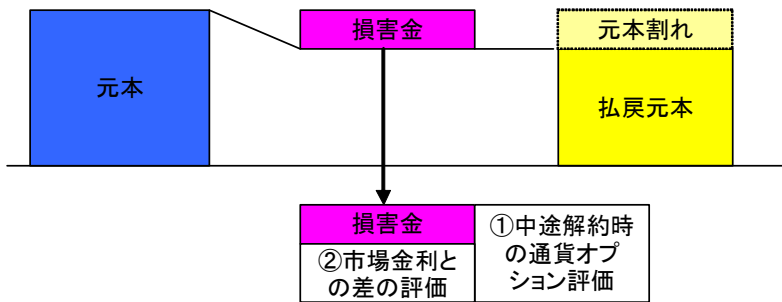 損害金
元本割れ
元本
払戻元本
損害金
①中途解約時
の通貨オプ
ション評価
②市場金利と
の差の評価